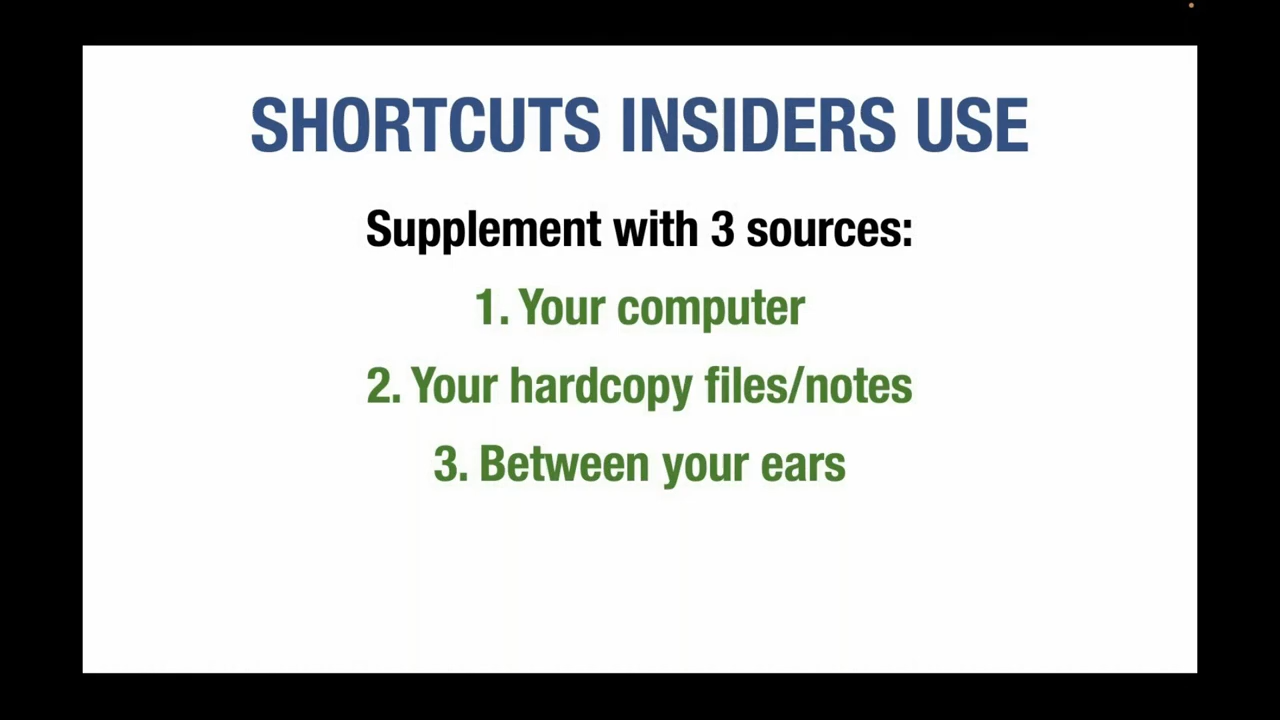 SHORTCUTS INSIDERS USE
Supplement with 3 sources:
1. Your computer
2. Your hardcopy files/notes
3. Between your ears